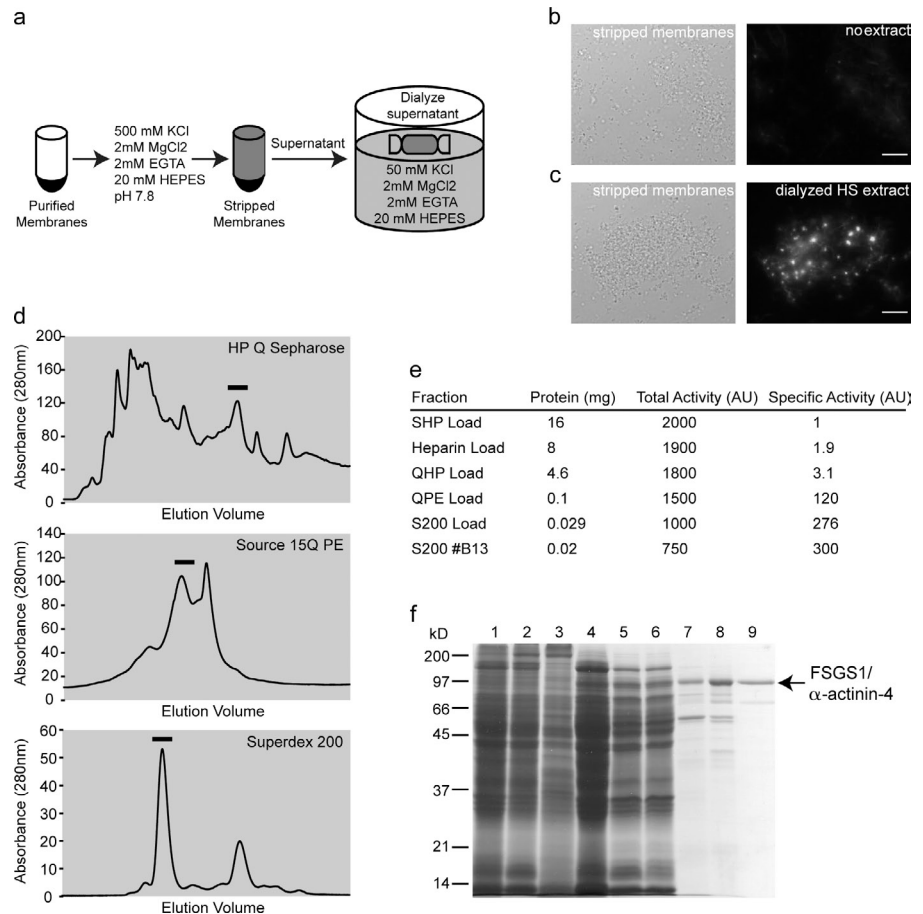 a
500 mM KCl
2mM MgCl2
2mM EGTA
20 mM HEPES
pH 7.8
Purified
Membranes
Stripped
Membranes
Supernatant
Dialyze
supernatant
50 mM KCl
2mM MgCl2
2mM EGTA
20 mM HEPES
b
stripped membranes
no extract
c
stripped membranes
dialyzed HS extract
d
HP Q Sepharose
Absorbance (280nm)
200
160
120
80
40
0
Elution Volume
Source 15Q PE
Absorbance (280nm)
140
120
100
80
60
40
20
0
Elution Volume
Superdex 200
Absorbance (280nm)
60
50
40
30
20
10
0
Elution Volume
e
Fraction Protein (mg) Total Activity (AU) Specific Activity (AU)
SHP Load 16 2000 1
Heparin Load 8 1900 1.9
QHP Load 4.6 1800 3.1
QPE Load 0.1 1500 120
S200 Load 0.029 1000 276
S200 #B13 0.02 750 300
f
kD 1 2 3 4 5 6 7 8 9
200
97
66
45
37
21
14
FSGS1/
α-actinin-4